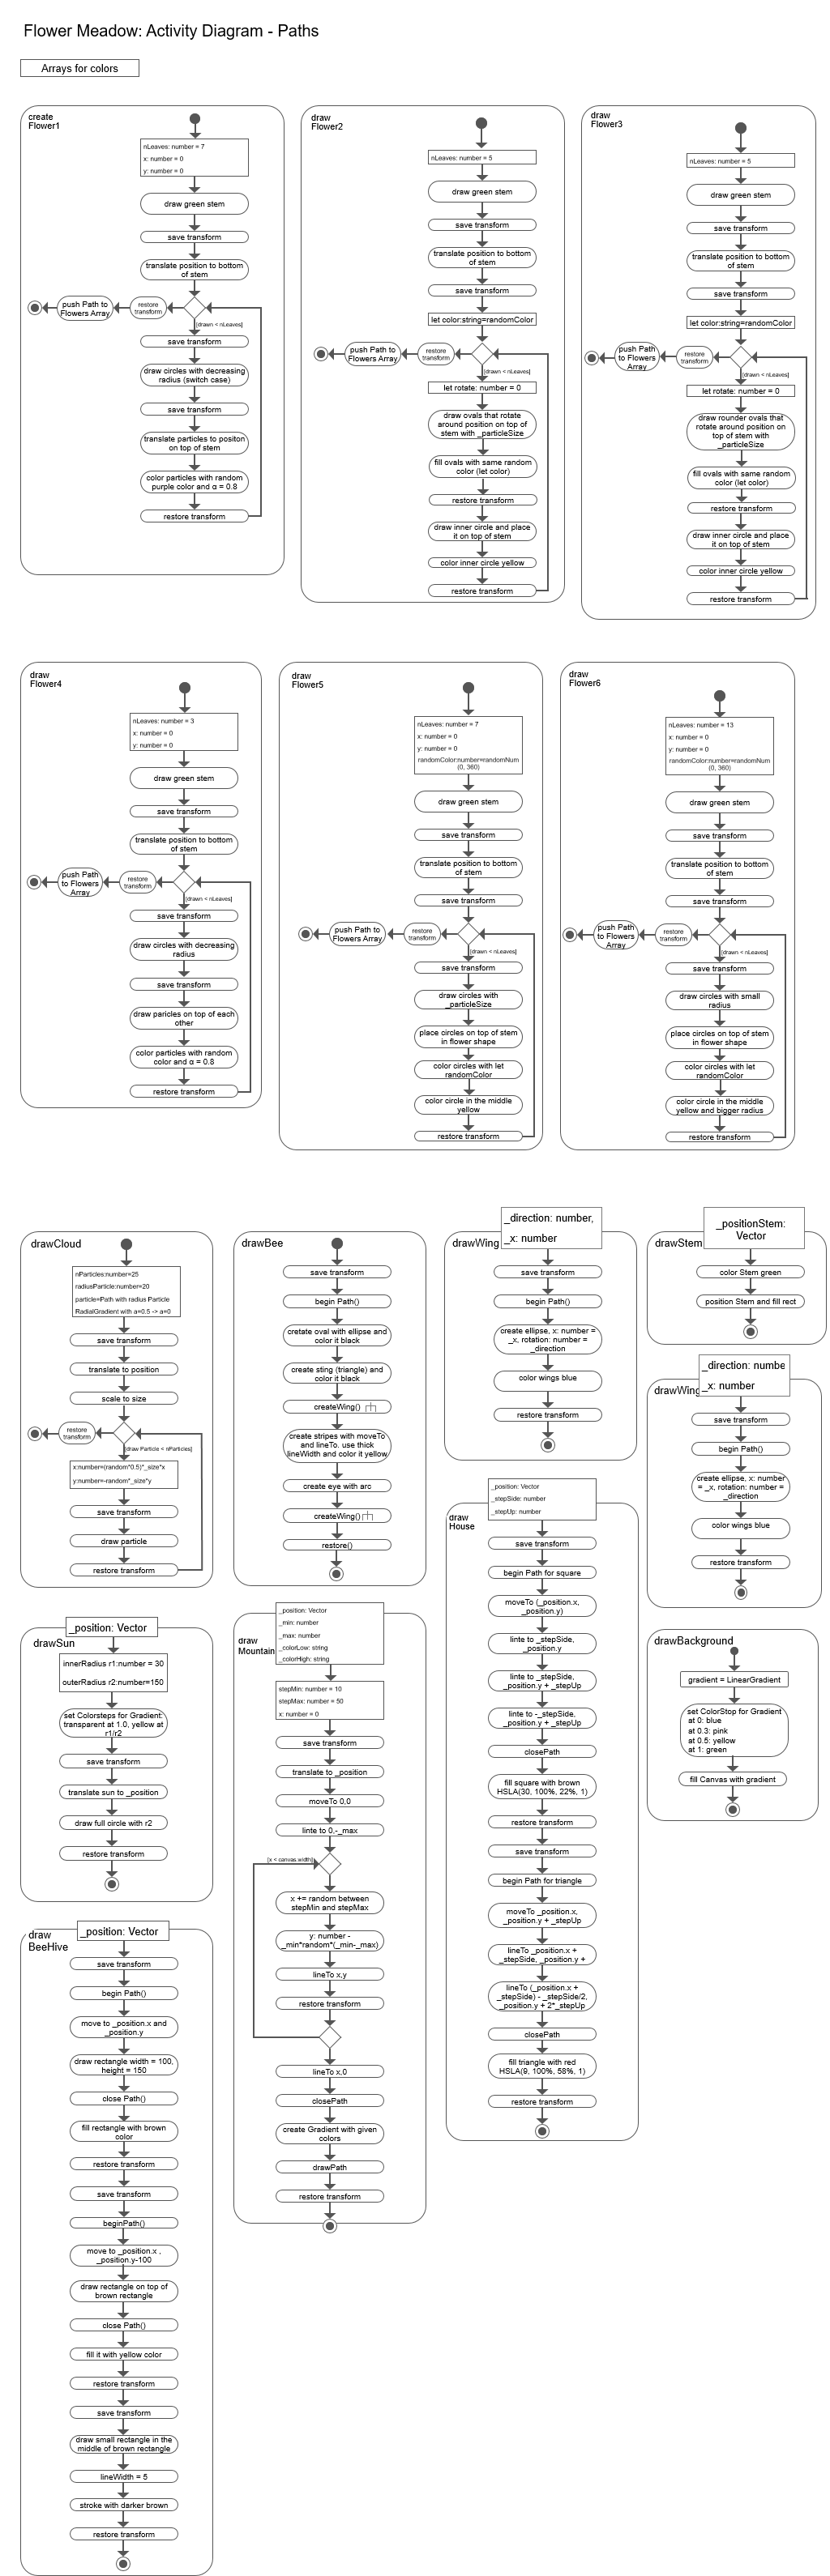 Flower Meadow: Activity Diagram - Paths
Arrays for colors
create
Flower1
nLeaves: number = 7
x: number = 0
y: number = 0
draw green stem
save transform
translate position to bottom
of stem
push Path to
Flowers Array
restore
transform
[drawn < nLeaves]
save transform
draw circles with decreasing
radius (switch case)
save transform
translate particles to positon
on top of stem
color particles with random
purple color and α = 0.8
restore transform
draw
Flower2
nLeaves: number = 5
draw green stem
save transform
translate position to bottom
of stem
save transform
let color:string=randomColor
push Path to
Flowers Array
restore
transform
[drawn < nLeaves]
let rotate: number = 0
draw ovals that rotate
around position on top of
stem with _particleSize
fill ovals with same random
color (let color)
restore transform
draw inner circle and place
it on top of stem
color inner circle yellow
restore transform
draw
Flower3
nLeaves: number = 5
draw green stem
save transform
translate position to bottom
of stem
save transform
let color:string=randomColor
push Path
to Flowers
Array
restore
transform
[drawn < nLeaves]
let rotate: number = 0
draw rounder ovals that
rotate around position on
top of stem with
_particleSize
fill ovals with same random
color (let color)
restore transform
draw inner circle and place
it on top of stem
color inner circle yellow
restore transform
draw
Flower4
nLeaves: number = 3
x: number = 0
y: number = 0
draw green stem
save transform
translate position to bottom
of stem
push Path
to Flowers
Array
restore
transform
[drawn < nLeaves]
save transform
draw circles with decreasing
radius
save transform
draw paricles on top of each
other
color particles with random
color and α = 0.8
restore transform
draw
Flower5
nLeaves: number = 7
x: number = 0
y: number = 0
randomColor:number=randomNum
(0, 360)
draw green stem
save transform
translate position to bottom
of stem
save transform
push Path to
Flowers Array
restore
transform
[drawn < nLeaves]
save transform
draw circles with
_particleSize
place circles on top of stem
in flower shape
color circles with let
randomColor
color circle in the middle
yellow
restore transform
draw
Flower6
nLeaves: number = 13
x: number = 0
y: number = 0
randomColor:number=randomNum
(0, 360)
draw green stem
save transform
translate position to bottom
of stem
save transform
push Path
to Flowers
Array
restore
transform
[drawn < nLeaves]
save transform
draw circles with small
radius
place circles on top of stem
in flower shape
color circles with let
randomColor
color circle in the middle
yellow and bigger radius
restore transform
drawCloud
nParticles:number=25
radiusParticle:number=20
particle=Path with radius Particle
RadialGradient with a=0.5 -> a=0
save transform
translate to position
scale to size
restore
transform
[draw Particle < nParticles]
x:number=(random*0.5)*_size*x
y:number=-random*_size*y
save transform
draw particle
restore transform
drawBee
save transform
begin Path()
cretate oval with ellipse and
color it black
create sting (triangle) and
color it black
createWing()
create stripes with moveTo
and lineTo. use thick
lineWidth and color it yellow
create eye with arc
createWing()
restore()
drawWing
_direction: number,
_x: number
save transform
begin Path()
create ellipse, x: number =
_x, rotation: number =
_direction
color wings blue
restore transform
drawStem
_positionStem:
Vector
color Stem green
position Stem and fill rect
drawWing
_direction: numbe
_x: number
save transform
begin Path()
create ellipse, x: number
= _x, rotation: number =
_direction
color wings blue
restore transform
draw
House
_position: Vector
_stepSide: number
_stepUp: number
save transform
begin Path for square
moveTo (_position.x,
_position.y)
linte to _stepSide,
_position.y
linte to _stepSide,
_position.y + _stepUp
linte to -_stepSide,
_position.y + _stepUp
closePath
fill square with brown
HSLA(30, 100%, 22%, 1)
restore transform
save transform
begin Path for triangle
moveTo _position.x,
_position.y + _stepUp
lineTo _position.x +
_stepSide, _position.y +
lineTo (_position.x +
_stepSide) - _stepSide/2,
_position.y + 2*_stepUp
closePath
fill triangle with red
HSLA(9, 100%, 58%, 1)
restore transform
_position: Vector
drawSun
innerRadius r1:number = 30
outerRadius r2:number=150
set Colorsteps for Gradient:
transparent at 1.0, yellow at
r1/r2
save transform
translate sun to _position
draw full circle with r2
restore transform
draw
Mountain
_position: Vector
_min: number
_max: number
_colorLow: string
_colorHigh: string
stepMin: number = 10
stepMax: number = 50
x: number = 0
save transform
translate to _position
moveTo 0,0
linte to 0,-_max
[x < canvas.width]
x += random between
stepMin and stepMax
y: number -
_min*random*(_min-_max)
lineTo x,y
restore transform
lineTo x,0
closePath
create Gradient with given
colors
drawPath
restore transform
drawBackground
gradient = LinearGradient
set ColorStop for Gradient
at 0: blue
at 0.3: pink
at 0.5: yellow
at 1: green
fill Canvas with gradient
draw
BeeHive
_position: Vector
save transform
begin Path()
move to _position.x and
_position.y
draw rectangle width = 100,
height = 150
close Path()
fill rectangle with brown
color
restore transform
save transform
beginPath()
move to _position.x ,
_position.y-100
draw rectangle on top of
brown rectangle
close Path()
fill it with yellow color
restore transform
save transform
draw small rectangle in the
middle of brown rectangle
lineWidth = 5
stroke with darker brown
restore transform